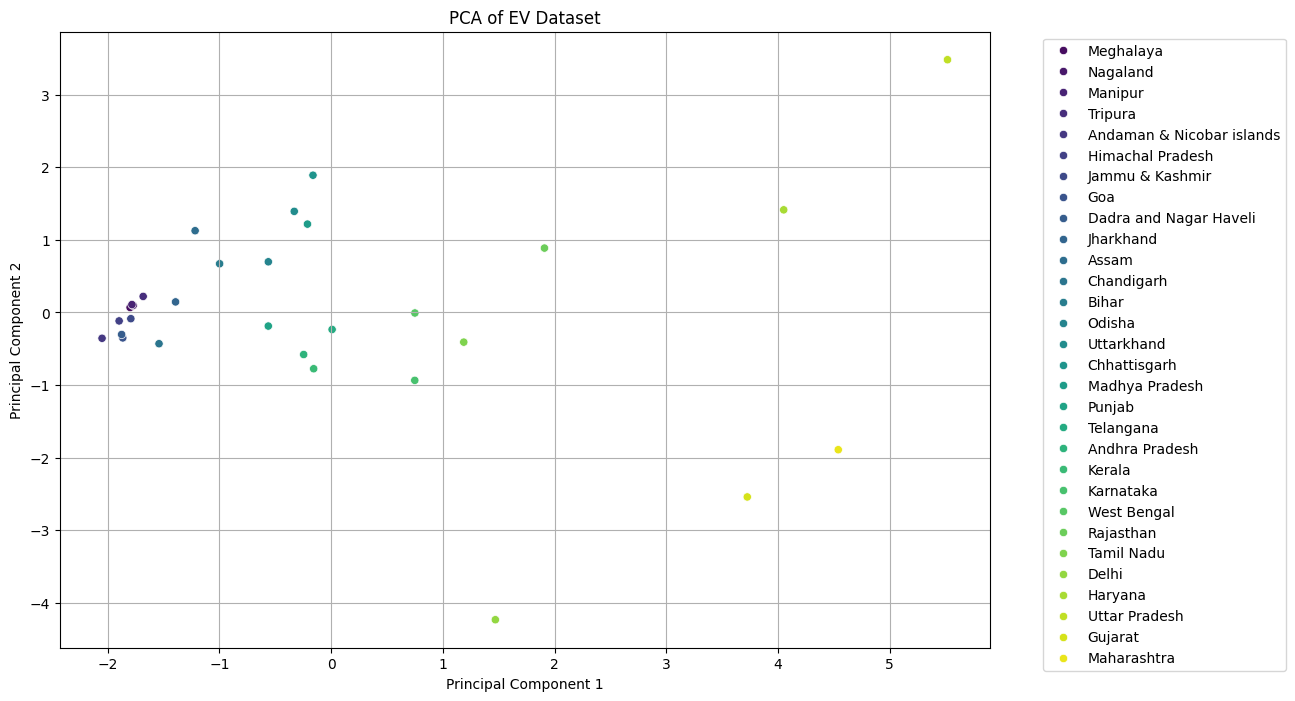 PCA of EV Dataset
Principal Component 2
3
2
1
0
−1
−2
−3
−4
−2
−1
0
1
2
3
4
5
Principal Component 1
Meghalaya
Nagaland
Manipur
Tripura
Andaman & Nicobar islands
Himachal Pradesh
Jammu & Kashmir
Goa
Dadra and Nagar Haveli
Jharkhand
Assam
Chandigarh
Bihar
Odisha
Uttarkhand
Chhattisgarh
Madhya Pradesh
Punjab
Telangana
Andhra Pradesh
Kerala
Karnataka
West Bengal
Rajasthan
Tamil Nadu
Delhi
Haryana
Uttar Pradesh
Gujarat
Maharashtra